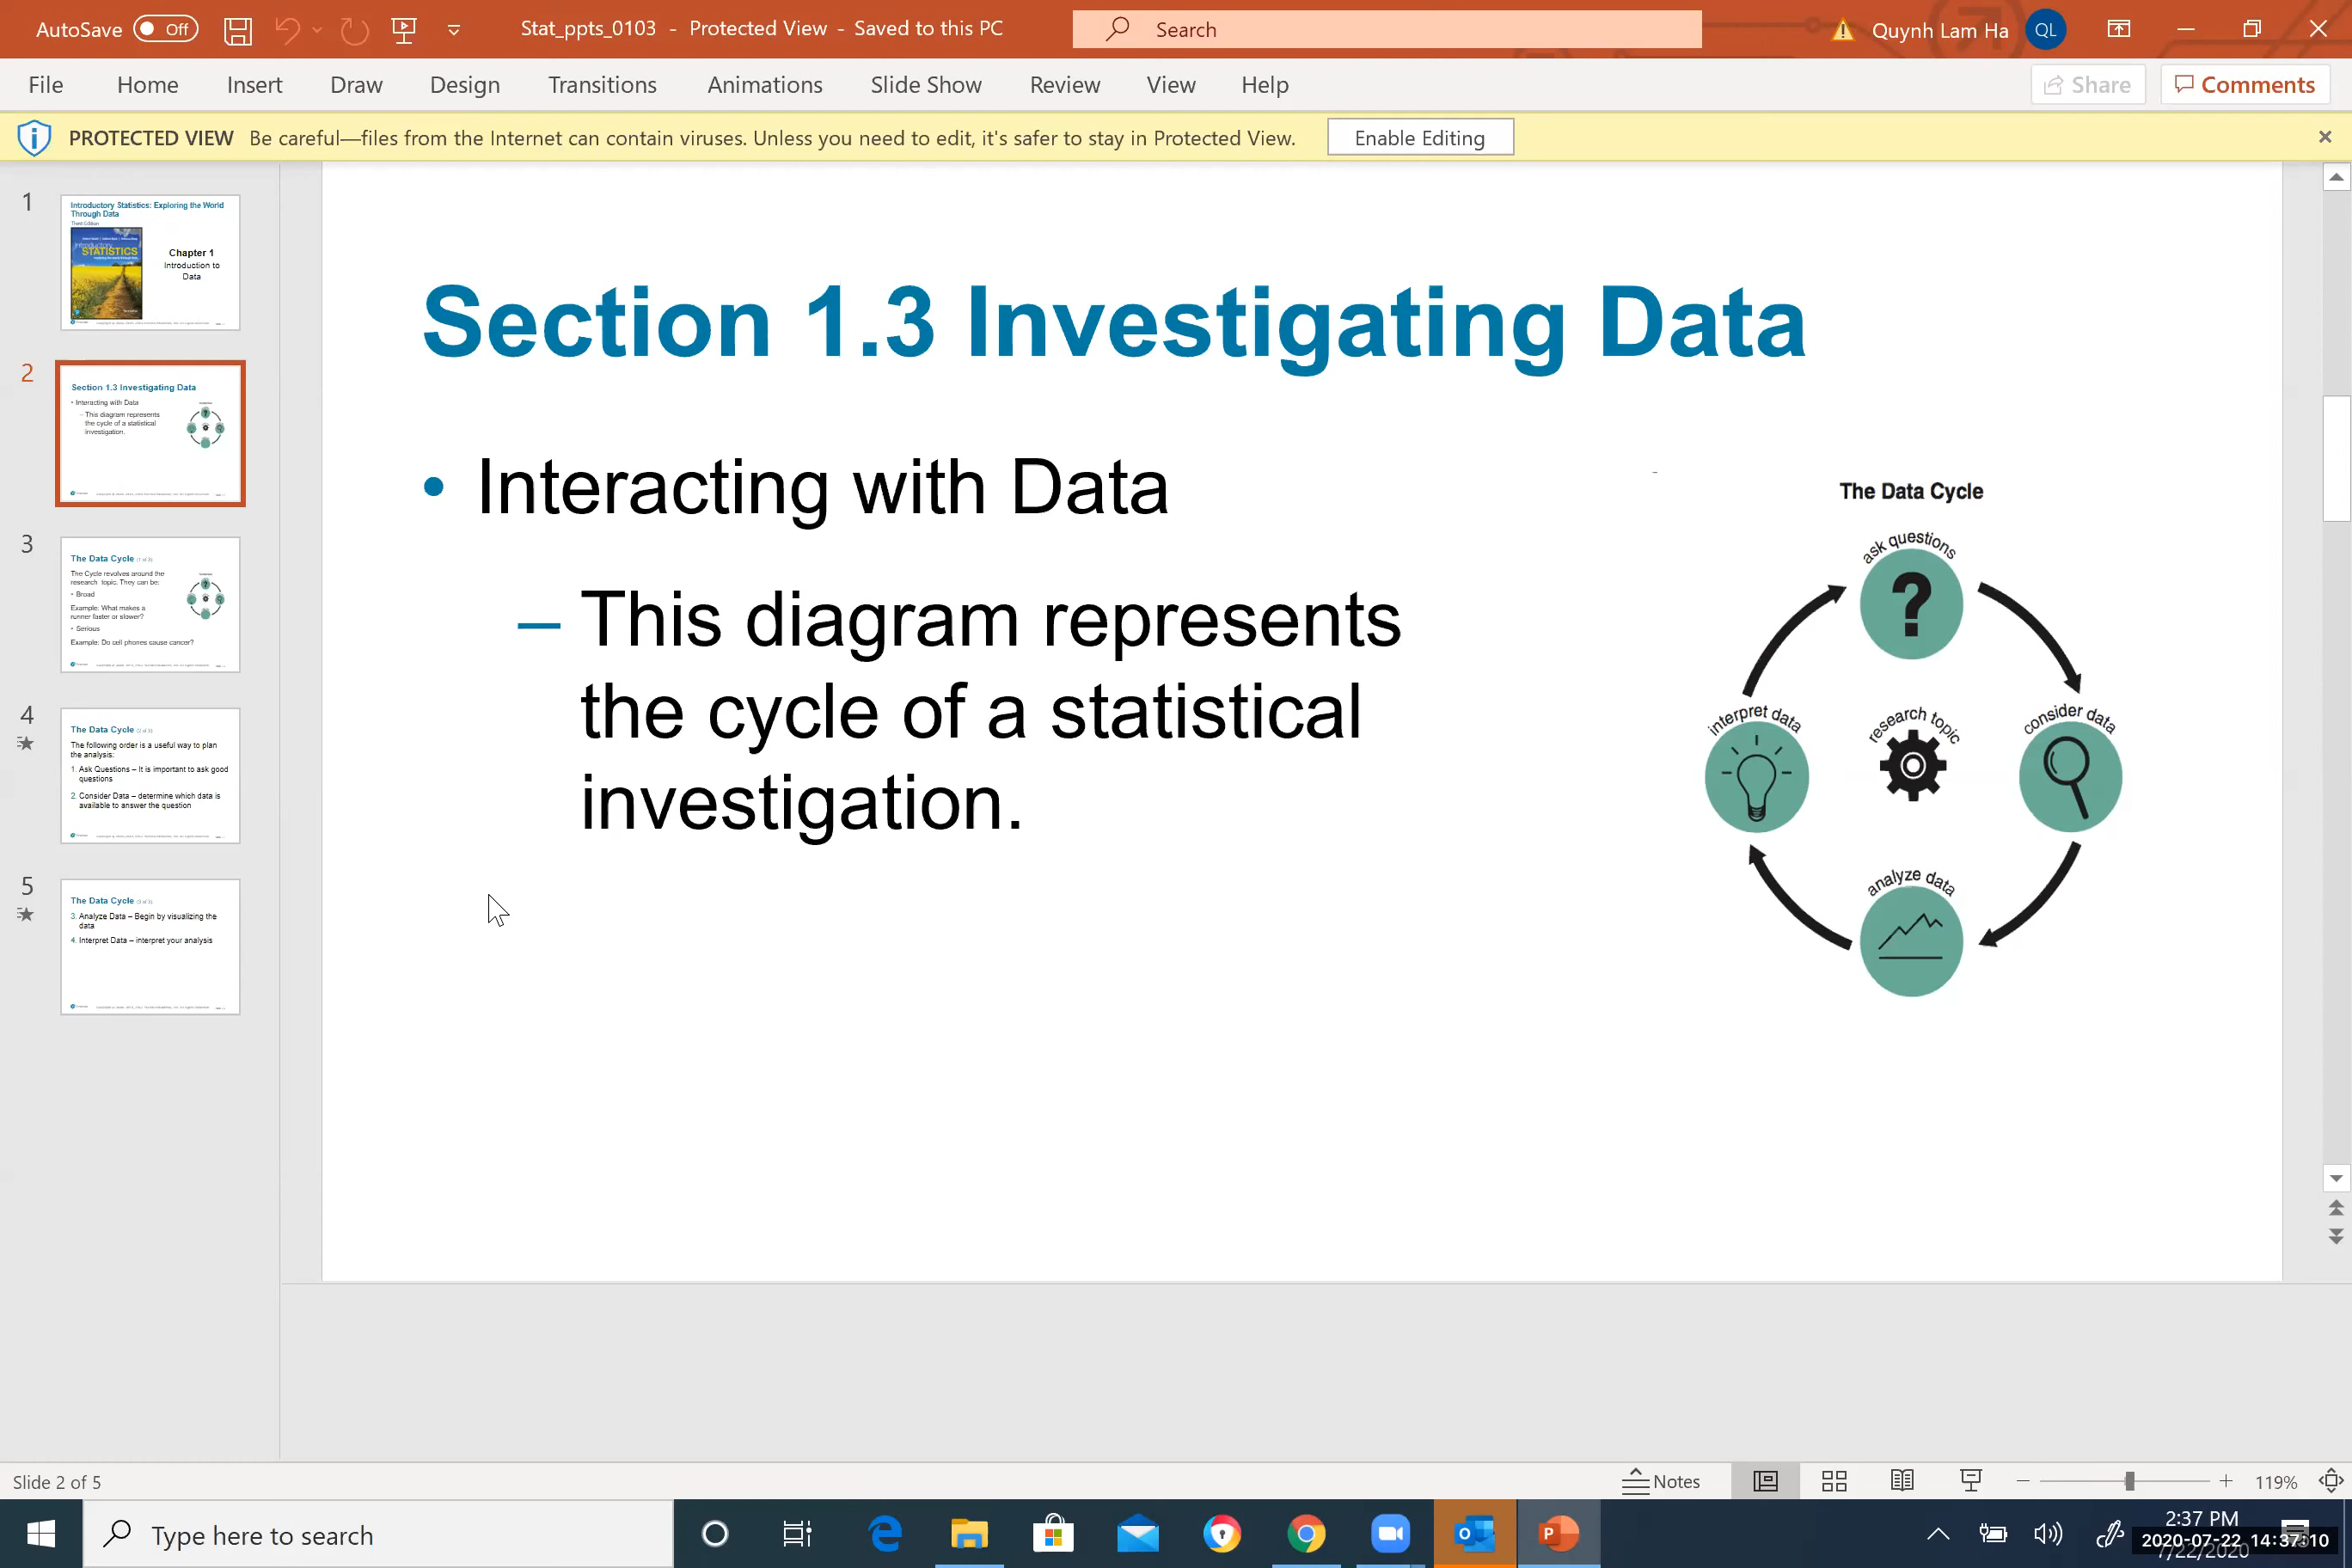 AutoSave Off
Stat_ppts_0103 - Protected View - Saved to this PC
Search
Quynh Lam Ha QL
File Home Insert Draw Design Transitions Animations Slide Show Review View Help Share Comments
PROTECTED VIEW Be careful—files from the Internet can contain viruses. Unless you need to edit, it's safer to stay in Protected View. Enable Editing
1
Introductory Statistics: Exploring the World
Through Data
Third Edition
STATISTICS
Chapter 1
Introduction to
Data
2
Section 1.3 Investigating Data
• Interacting with Data
– This diagram represents
the cycle of a statistical
investigation.
3
The Data Cycle (1 of 3)
The Cycle revolves around the
research topic. They can be:
• Broad
Example: What makes a
runner faster or slower?
• Serious
Example: Do cell phones cause cancer?
4
The Data Cycle (2 of 3)
The following order is a useful way to plan
the analysis:
1. Ask Questions – It is important to ask good
questions
2. Consider Data – determine which data is
available to answer the question
5
The Data Cycle (3 of 3)
3. Analyze Data – Begin by visualizing the
data
4. Interpret Data – interpret your analysis
Section 1.3 Investigating Data
• Interacting with Data
– This diagram represents
the cycle of a statistical
investigation.
The Data Cycle
ask questions
?
interpret data
research topic
consider data
analyze data
Slide 2 of 5
Notes
119%
Type here to search
2:37 PM
7/22/2020
2020-07-22 14:37:10